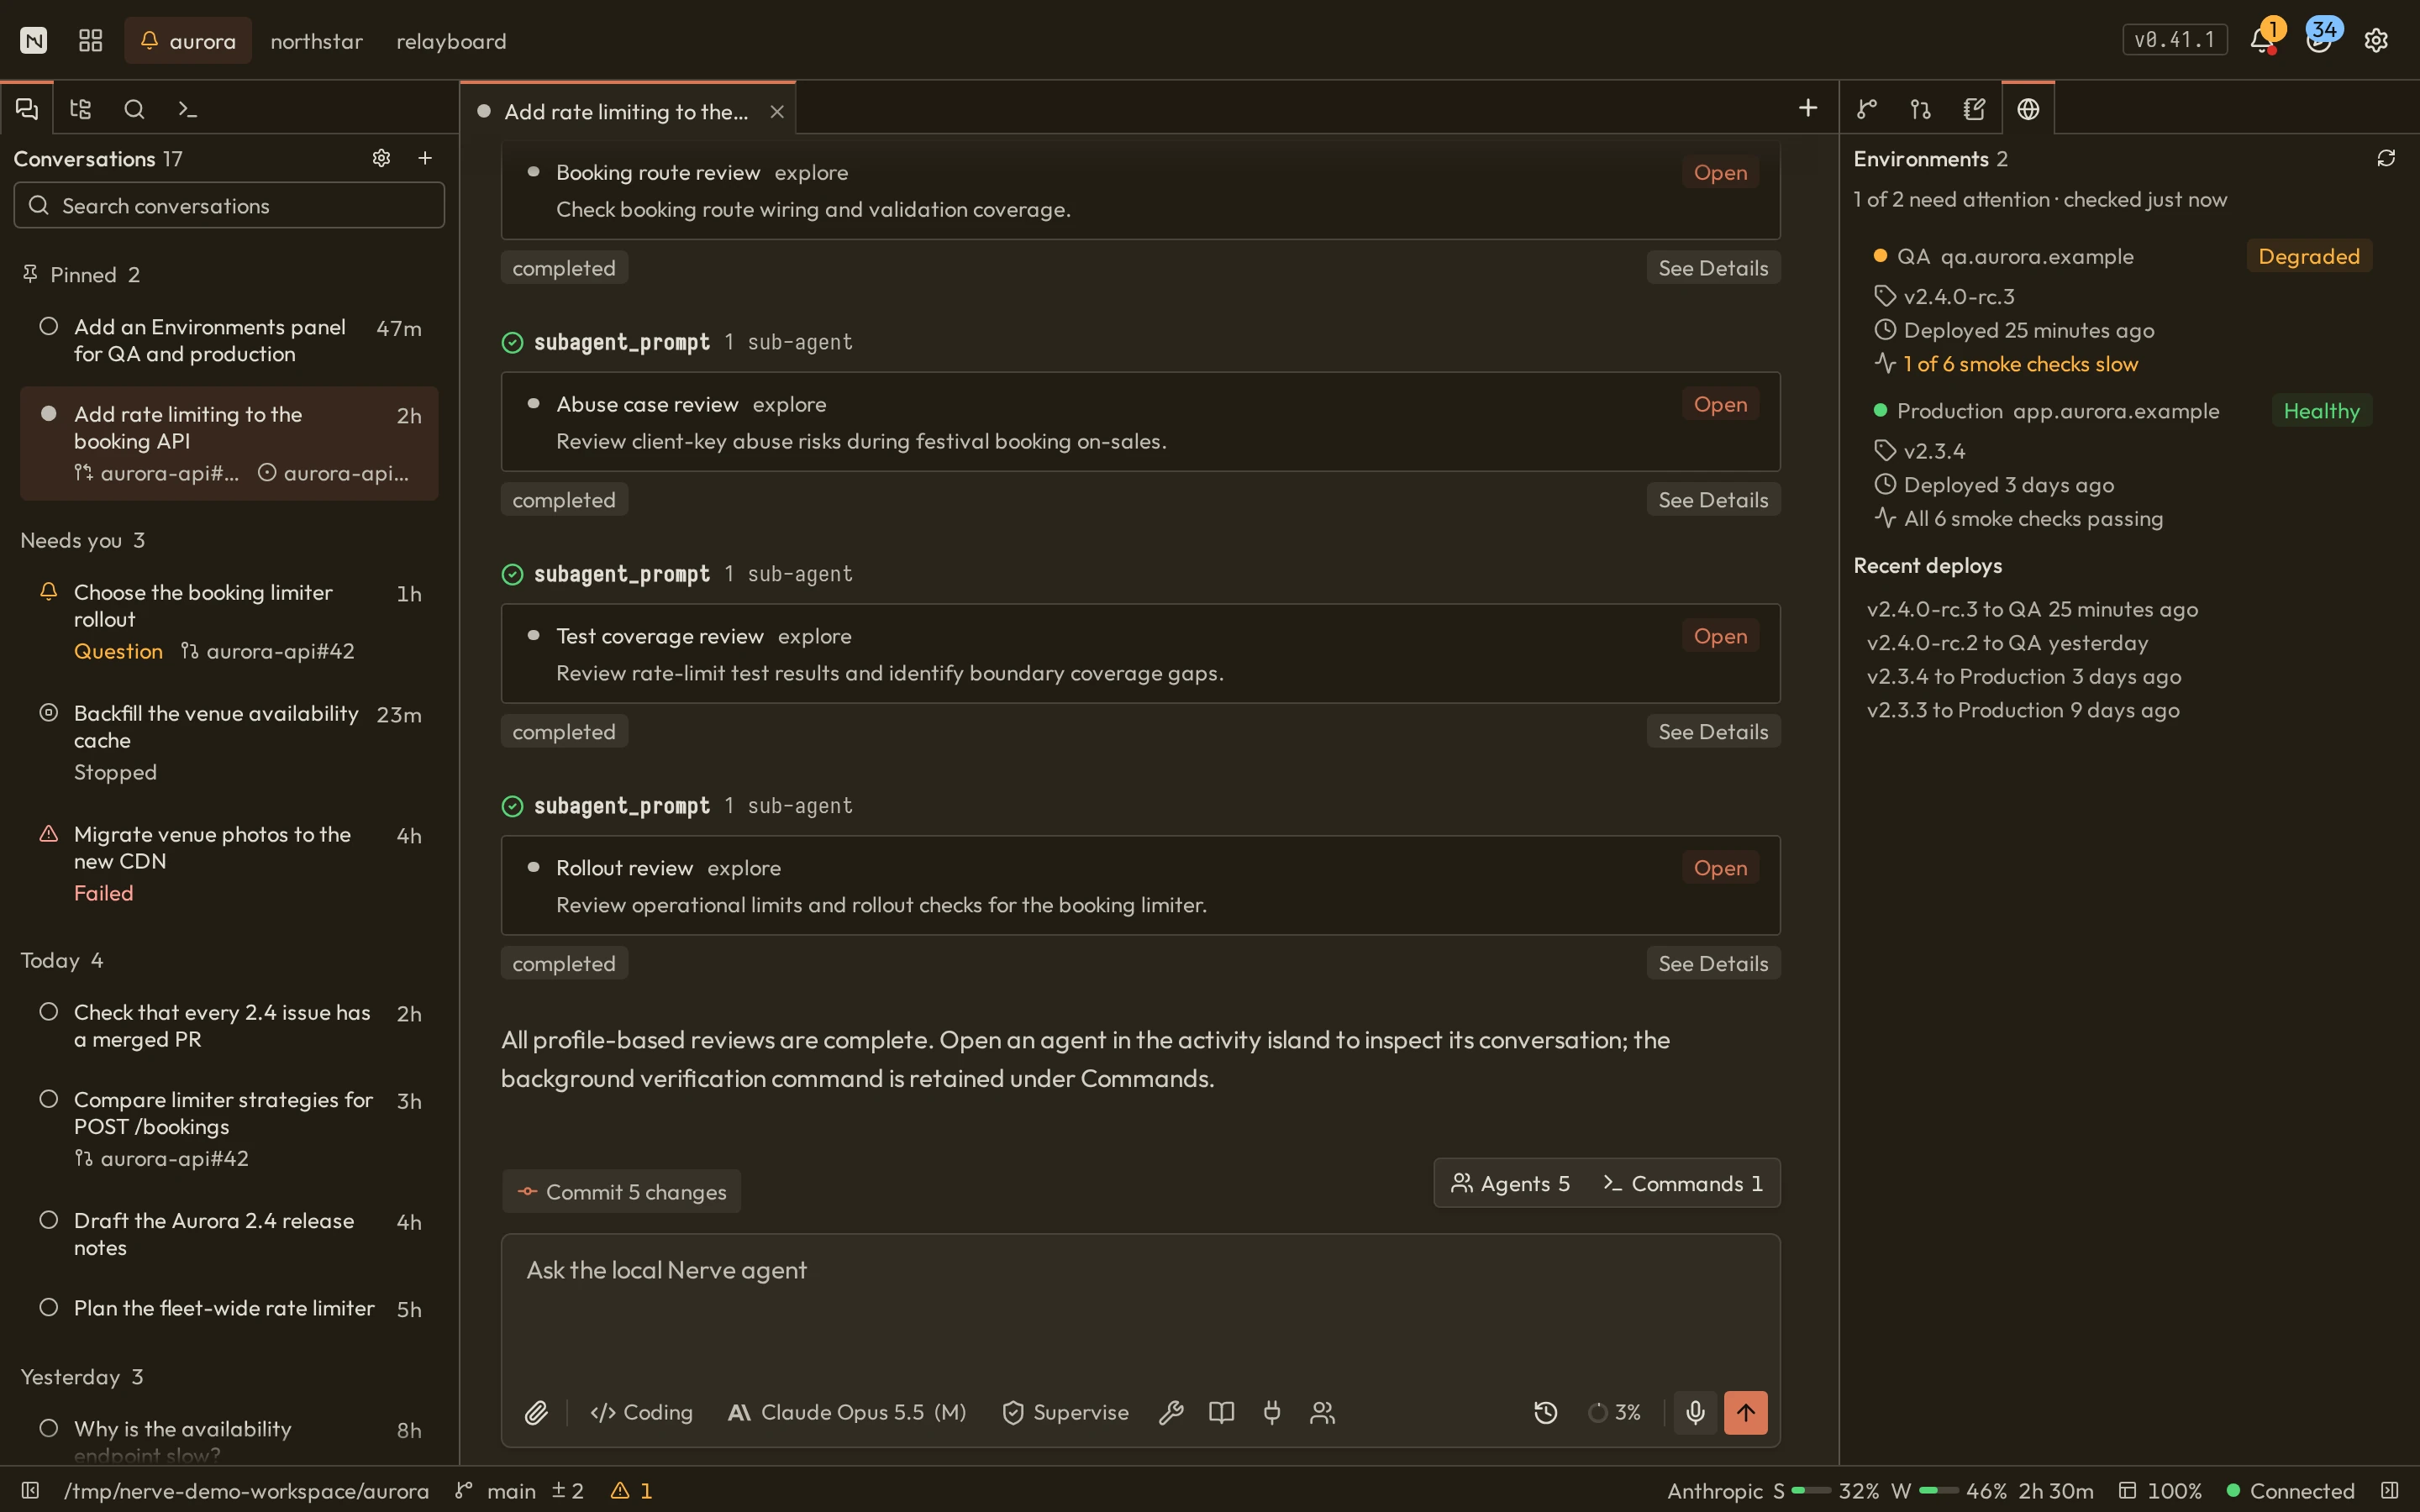 aurora
northstar
relayboard
v0.41.1
1
34
Conversations 17
Search conversations
Pinned 2
Add an Environments panel 47m
for QA and production
Add rate limiting to the 2h
booking API
aurora-api#... aurora-api...
Needs you 3
Choose the booking limiter 1h
rollout
Question aurora-api#42
Backfill the venue availability 23m
cache
Stopped
Migrate venue photos to the 4h
new CDN
Failed
Today 4
Check that every 2.4 issue has 2h
a merged PR
Compare limiter strategies for 3h
POST /bookings
aurora-api#42
Draft the Aurora 2.4 release 4h
notes
Plan the fleet-wide rate limiter 5h
Yesterday 3
Why is the availability 8h
endpoint slow?
Add rate limiting to the...
Booking route review explore Open
Check booking route wiring and validation coverage.
completed See Details
subagent_prompt 1 sub-agent
Abuse case review explore Open
Review client-key abuse risks during festival booking on-sales.
completed See Details
subagent_prompt 1 sub-agent
Test coverage review explore Open
Review rate-limit test results and identify boundary coverage gaps.
completed See Details
subagent_prompt 1 sub-agent
Rollout review explore Open
Review operational limits and rollout checks for the booking limiter.
completed See Details
All profile-based reviews are complete. Open an agent in the activity island to inspect its conversation; the
background verification command is retained under Commands.
Commit 5 changes
Agents 5 Commands 1
Ask the local Nerve agent
Coding Claude Opus 5.5 (M) Supervise 3%
Environments 2
1 of 2 need attention · checked just now
QA qa.aurora.example Degraded
v2.4.0-rc.3
Deployed 25 minutes ago
1 of 6 smoke checks slow
Production app.aurora.example Healthy
v2.3.4
Deployed 3 days ago
All 6 smoke checks passing
Recent deploys
v2.4.0-rc.3 to QA 25 minutes ago
v2.4.0-rc.2 to QA yesterday
v2.3.4 to Production 3 days ago
v2.3.3 to Production 9 days ago
/tmp/nerve-demo-workspace/aurora main ±2 1
Anthropic S 32% W 46% 2h 30m 100% Connected